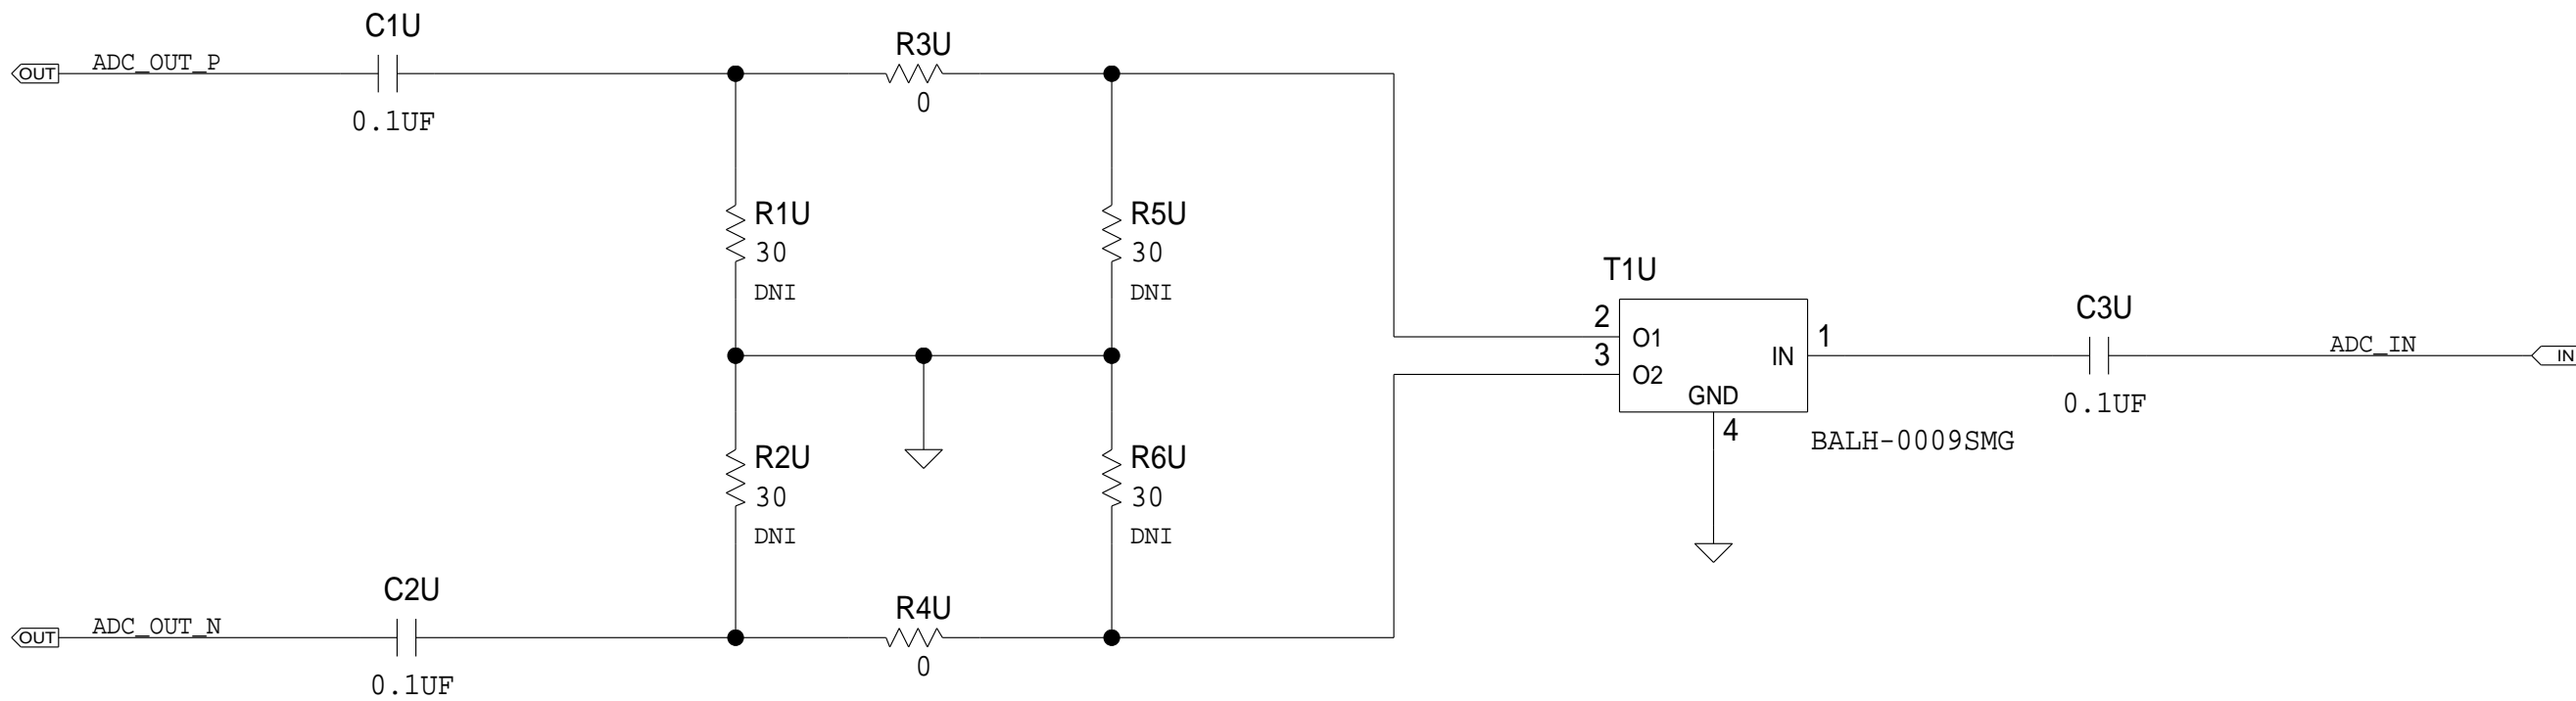 C1U
OUT
ADC_OUT_P
0.1UF
R3U
0
R1U
30
DNI
R5U
30
DNI
T1U
2
O1
3
O2
IN
1
GND
4
BALH-0009SMG
C3U
0.1UF
ADC_IN
IN
R2U
30
DNI
R6U
30
DNI
C2U
OUT
ADC_OUT_N
0.1UF
R4U
0